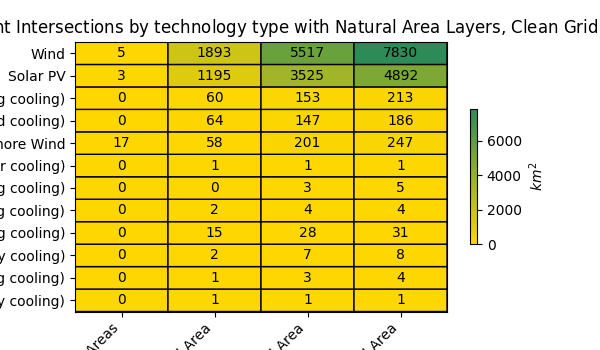 nt Intersections by technology type with Natural Area Layers, Clean Grid
Wind 5 1893 5517 7830
Solar PV 3 1195 3525 4892
g cooling) 0 60 153 213
d cooling) 0 64 147 186
hore Wind 17 58 201 247
r cooling) 0 1 1 1
g cooling) 0 0 3 5
g cooling) 0 2 4 4
g cooling) 0 15 28 31
y cooling) 0 2 7 8
g cooling) 0 1 3 4
y cooling) 0 1 1 1
6000
4000
2000
0
km²
Areas
Area
Area
Area